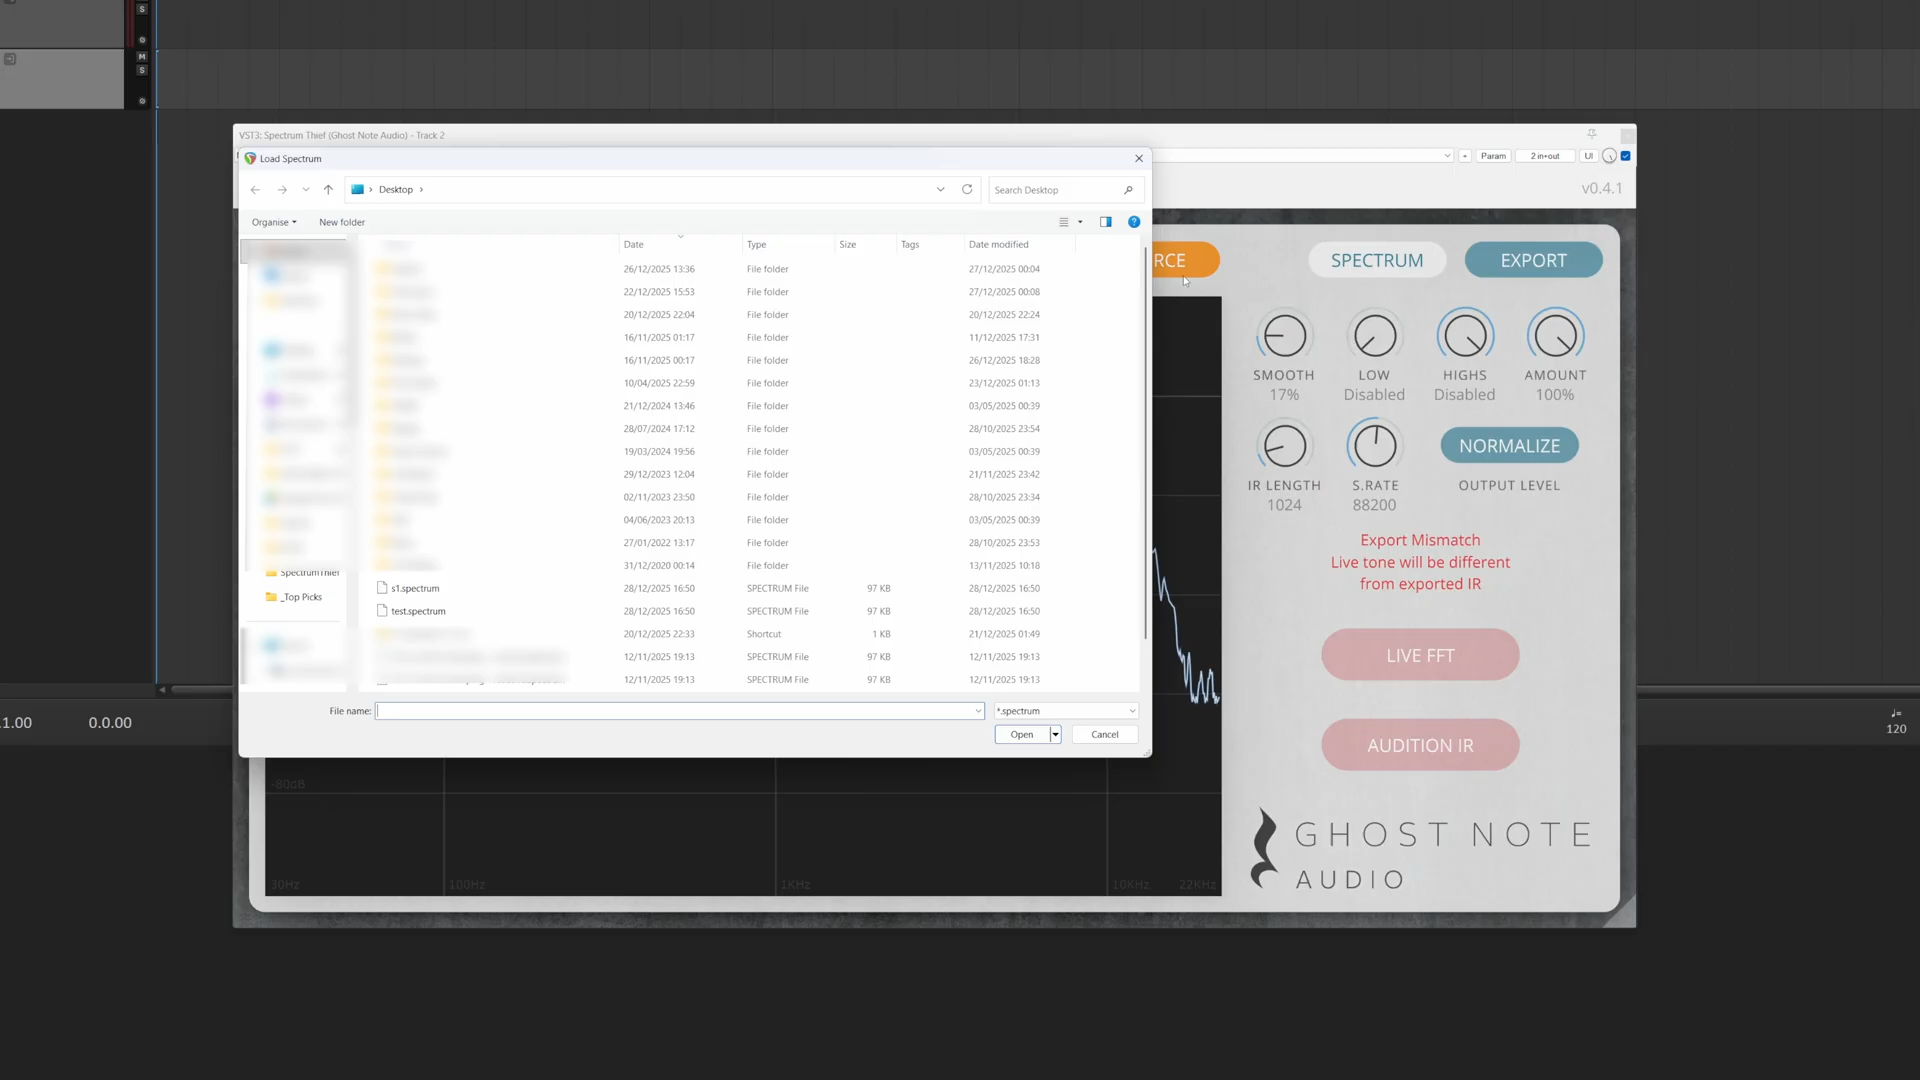 S
M
S
VST3: Spectrum Thief (Ghost Note Audio) - Track 2
+ Param 2 in+out UI
v0.4.1
Load Spectrum
Desktop
Search Desktop
Organise New folder
Date Type Size Tags Date modified
26/12/2025 13:36 File folder 27/12/2025 00:04
22/12/2025 15:53 File folder 27/12/2025 00:08
20/12/2025 22:04 File folder 20/12/2025 22:24
16/11/2025 01:17 File folder 11/12/2025 17:31
16/11/2025 00:17 File folder 26/12/2025 18:28
10/04/2025 22:59 File folder 23/12/2025 01:13
21/12/2024 13:46 File folder 03/05/2025 00:39
28/07/2024 17:12 File folder 28/10/2025 23:54
19/03/2024 19:56 File folder 03/05/2025 00:39
29/12/2023 12:04 File folder 21/11/2025 23:42
02/11/2023 23:50 File folder 28/10/2025 23:34
04/06/2023 20:13 File folder 03/05/2025 00:39
27/01/2022 13:17 File folder 28/10/2025 23:53
31/12/2020 00:14 File folder 13/11/2025 10:18
SpectrumThief
s1.spectrum 28/12/2025 16:50 SPECTRUM File 97 KB 28/12/2025 16:50
_Top Picks
test.spectrum 28/12/2025 16:50 SPECTRUM File 97 KB 28/12/2025 16:50
20/12/2025 22:33 Shortcut 1 KB 21/12/2025 01:49
12/11/2025 19:13 SPECTRUM File 97 KB 12/11/2025 19:13
12/11/2025 19:13 SPECTRUM File 97 KB 12/11/2025 19:13
File name: *.spectrum
Open Cancel
RCE SPECTRUM EXPORT
SMOOTH LOW HIGHS AMOUNT
17% Disabled Disabled 100%
NORMALIZE
IR LENGTH S.RATE OUTPUT LEVEL
1024 88200
Export Mismatch
Live tone will be different
from exported IR
LIVE FFT
AUDITION IR
GHOST NOTE
AUDIO
-80dB
30Hz 100Hz 1KHz 10KHz 22KHz
.1.00 0.0.00
120